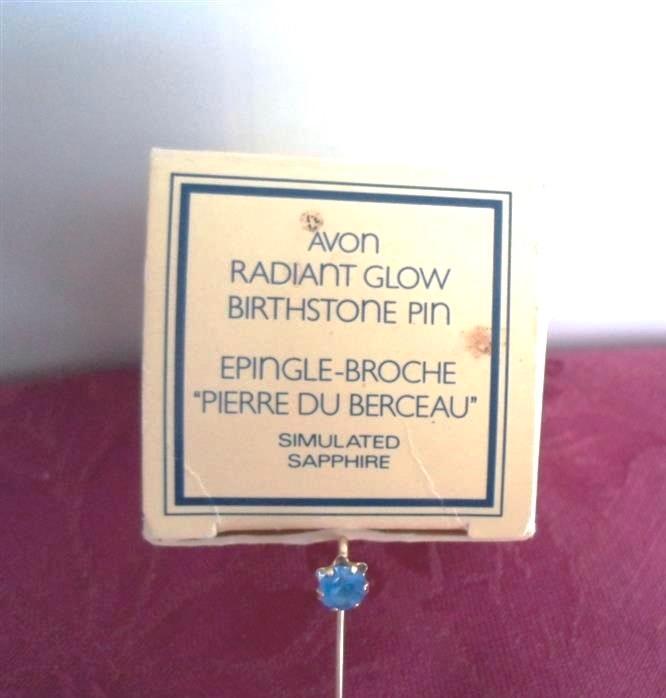 AVON
RADIANT GLOW
BIRTHSTONE PIN
EPINGLE-BROCHE
"PIERRE DU BERCEAU"
SIMULATED
SAPPHIRE